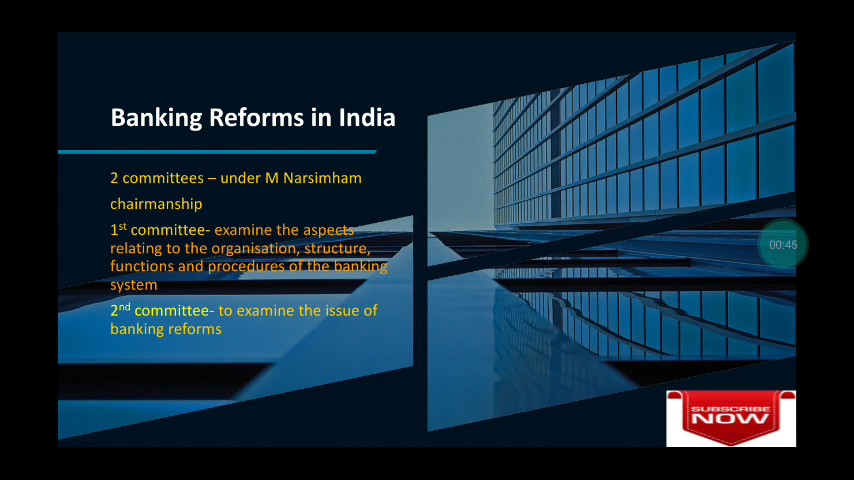 Banking Reforms in India
2 committees – under M Narsimham
chairmanship
1st committee- examine the aspects
relating to the organisation, structure,
functions and procedures of the banking
system
2nd committee- to examine the issue of
banking reforms
00:45
SUBSCRIBE
NOW